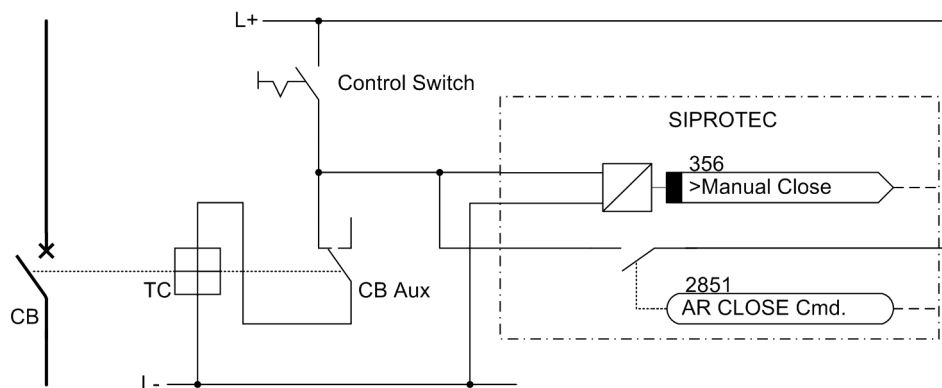 L+
Control Switch
SIPROTEC
356
>Manual Close
TC
CB Aux
2851
CB
AR CLOSE Cmd.
L-